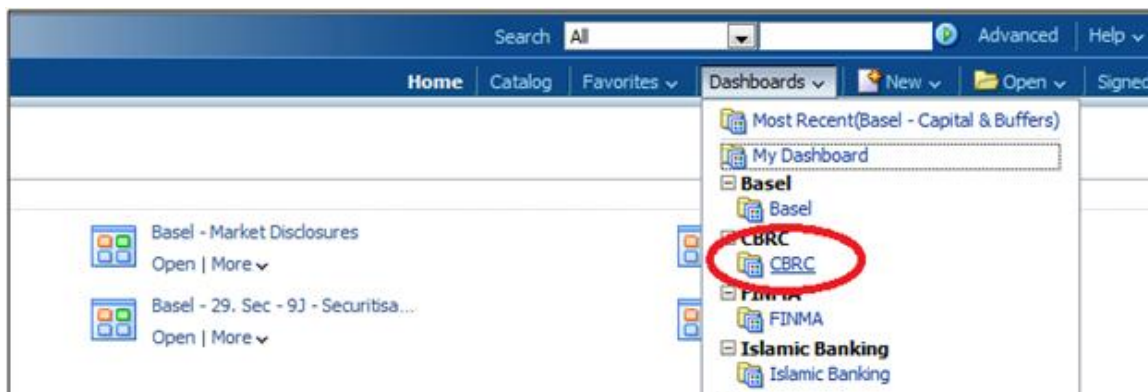 Search All Advanced Help
Home Catalog Favorites Dashboards New Open Signed
Most Recent(Basel - Capital & Buffers)
My Dashboard
Basel
Basel
CBRC
CBRC
FINMA
FINMA
Islamic Banking
Islamic Banking
Basel - Market Disclosures
Open | More
Basel - 29. Sec - 9J - Securitisa...
Open | More